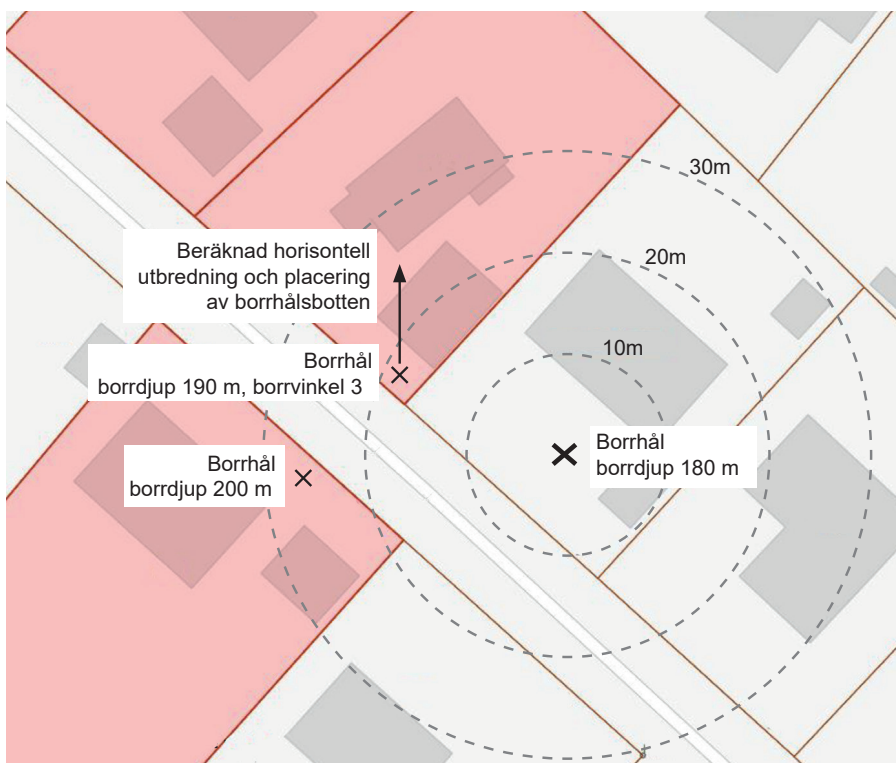 30m
20m
10m
Beräknad horisontell
utbredning och placering
av borrhålsbotten
Borrhål
borrdjup 190 m, borrvinkel 3
Borrhål
borrdjup 200 m
Borrhål
borrdjup 180 m